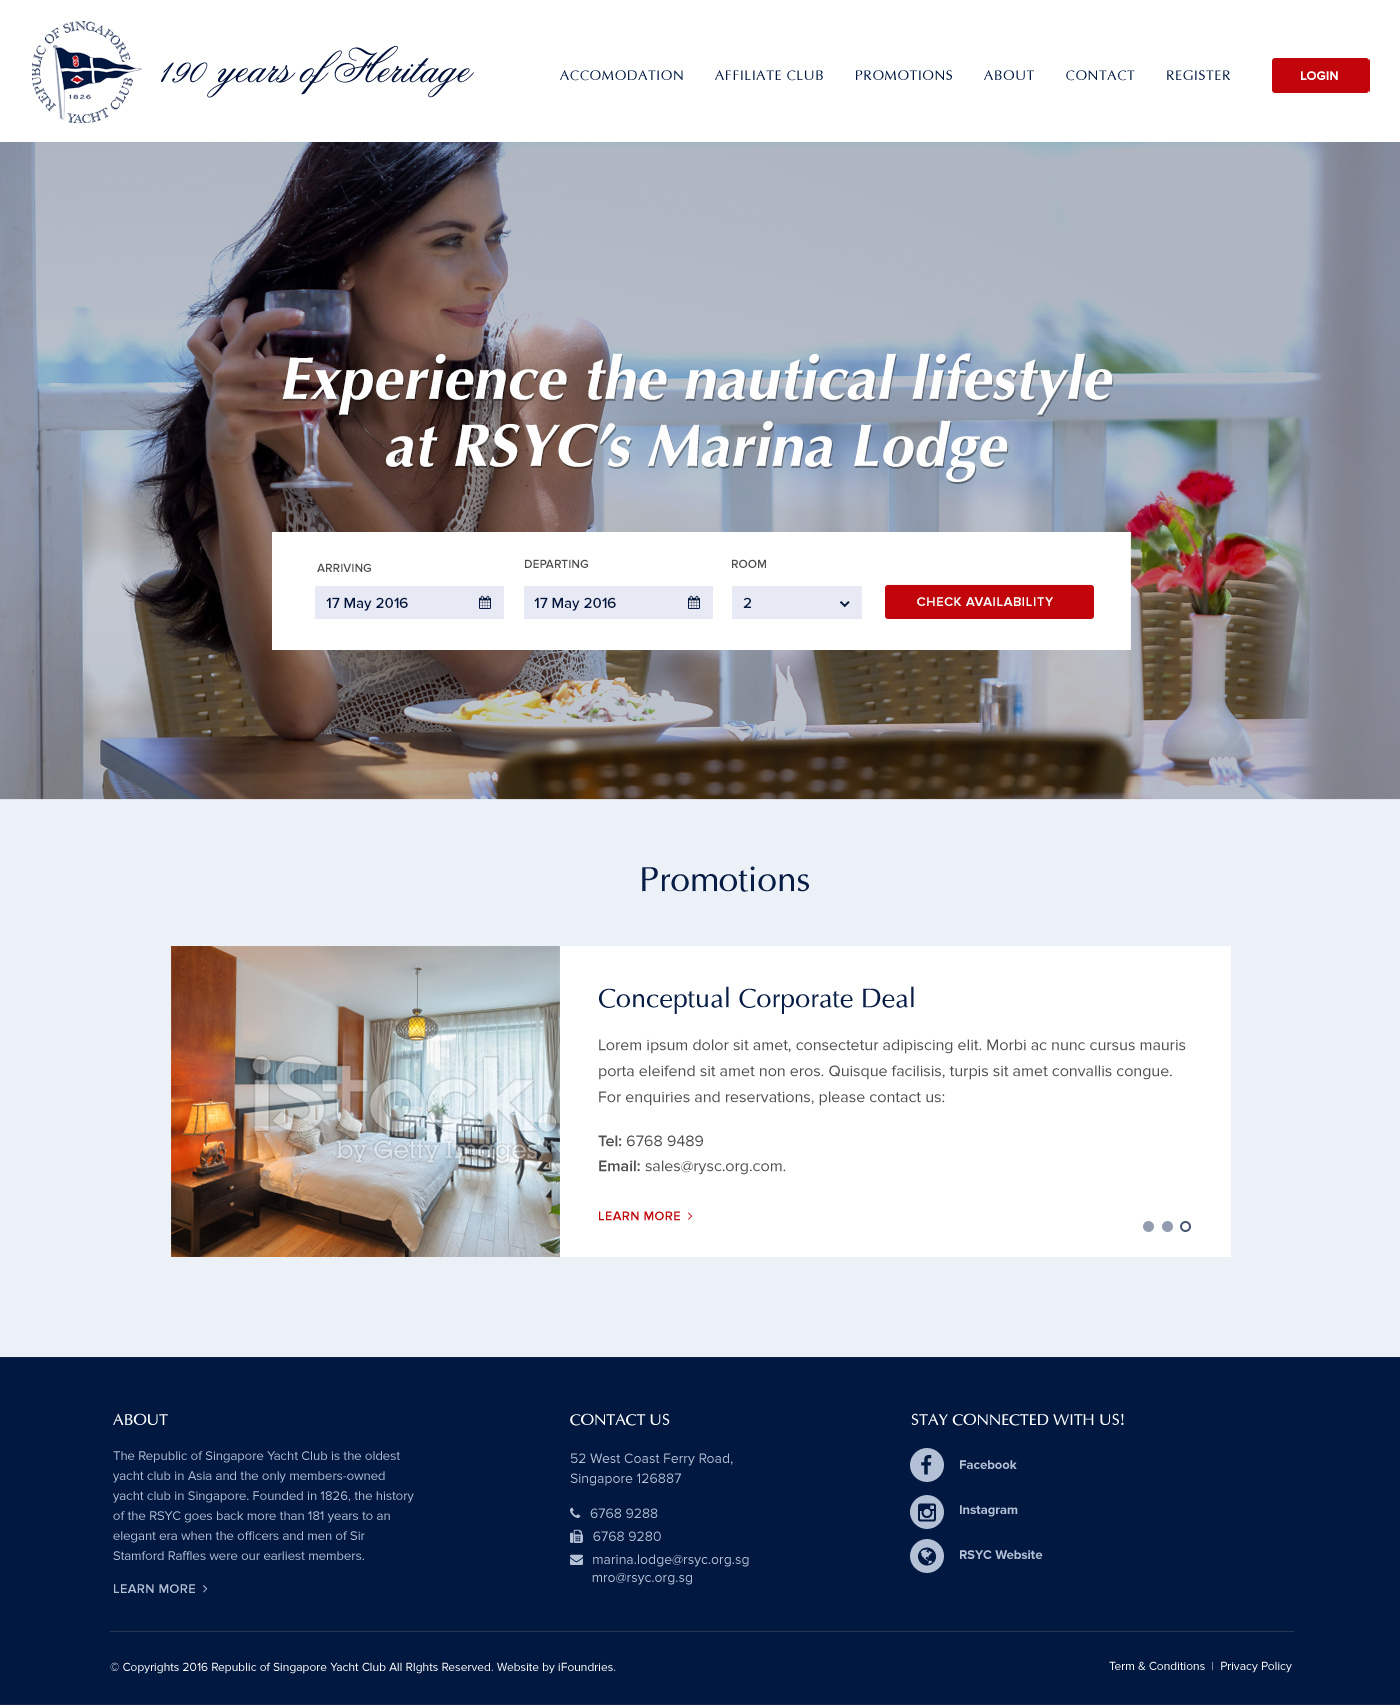 REPUBLIC OF SINGAPORE
YACHT CLUB
1826
190 years of Heritage
ACCOMODATION
AFFILIATE CLUB
PROMOTIONS
ABOUT
CONTACT
REGISTER
LOGIN
Experience the nautical lifestyle
at RSYC's Marina Lodge
ARRIVING
DEPARTING
ROOM
17 May 2016
17 May 2016
2
CHECK AVAILABILITY
Promotions
iStock.
by Getty Images
Conceptual Corporate Deal
Lorem ipsum dolor sit amet, consectetur adipiscing elit. Morbi ac nunc cursus mauris
porta eleifend sit amet non eros. Quisque facilisis, turpis sit amet convallis congue.
For enquiries and reservations, please contact us:
Tel: 6768 9489
Email: sales@rysc.org.com.
LEARN MORE >
ABOUT
The Republic of Singapore Yacht Club is the oldest
yacht club in Asia and the only members-owned
yacht club in Singapore. Founded in 1826, the history
of the RSYC goes back more than 181 years to an
elegant era when the officers and men of Sir
Stamford Raffles were our earliest members.
LEARN MORE >
CONTACT US
52 West Coast Ferry Road,
Singapore 126887
6768 9288
6768 9280
marina.lodge@rsyc.org.sg
mro@rsyc.org.sg
STAY CONNECTED WITH US!
Facebook
Instagram
RSYC Website
© Copyrights 2016 Republic of Singapore Yacht Club All RIghts Reserved. Website by iFoundries.
Term & Conditions | Privacy Policy